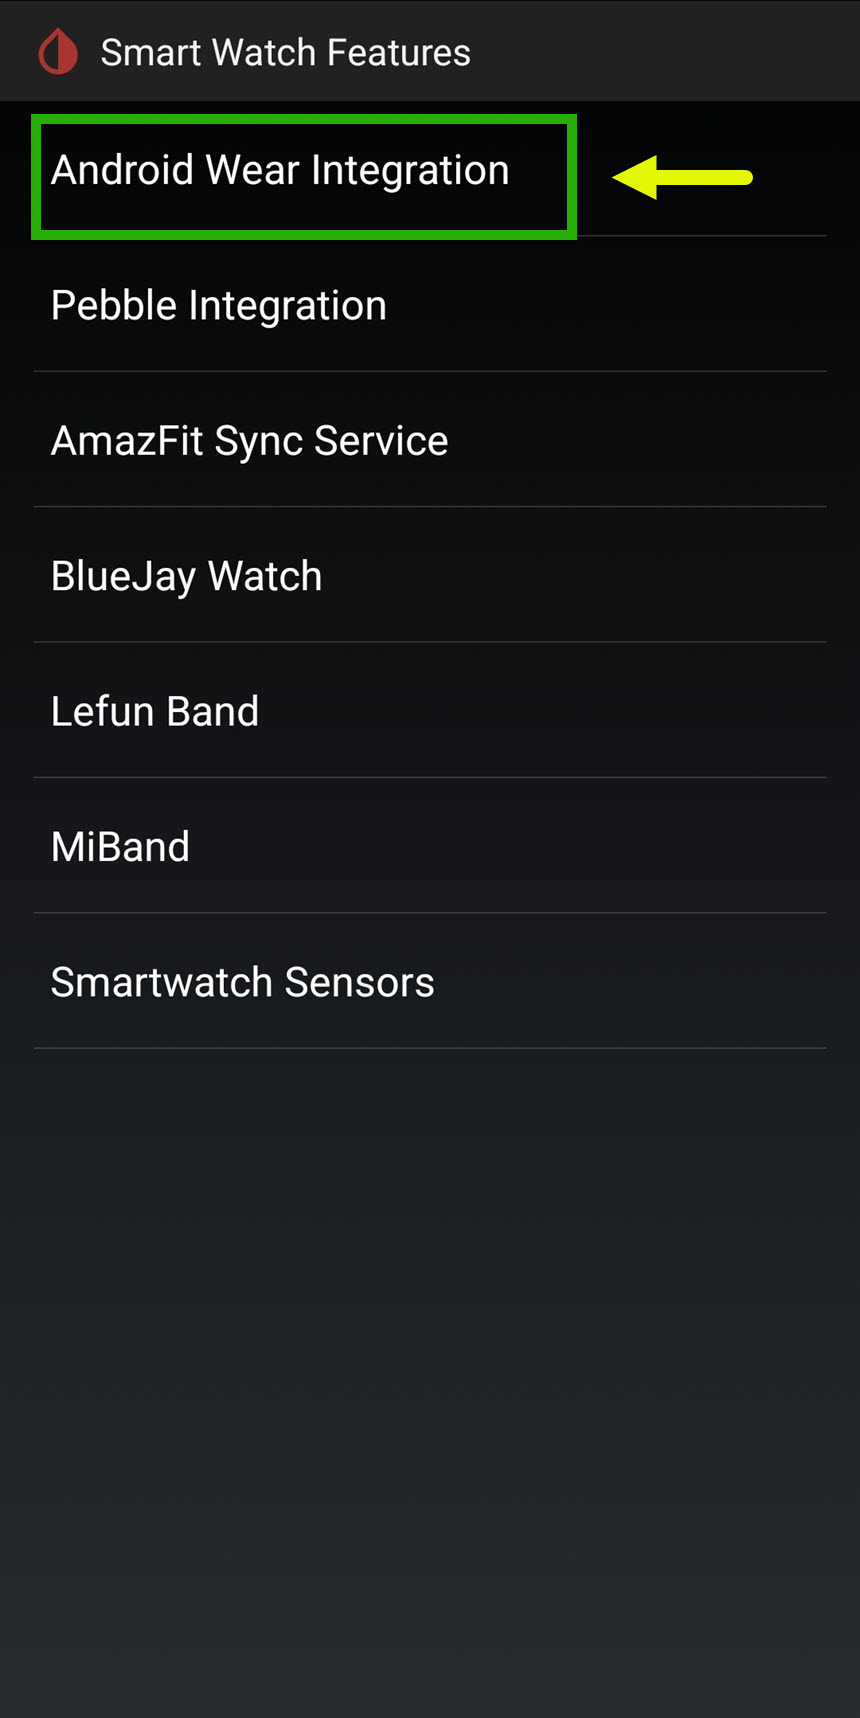 Smart Watch Features
Android Wear Integration
Pebble Integration
AmazFit Sync Service
BlueJay Watch
Lefun Band
MiBand
Smartwatch Sensors